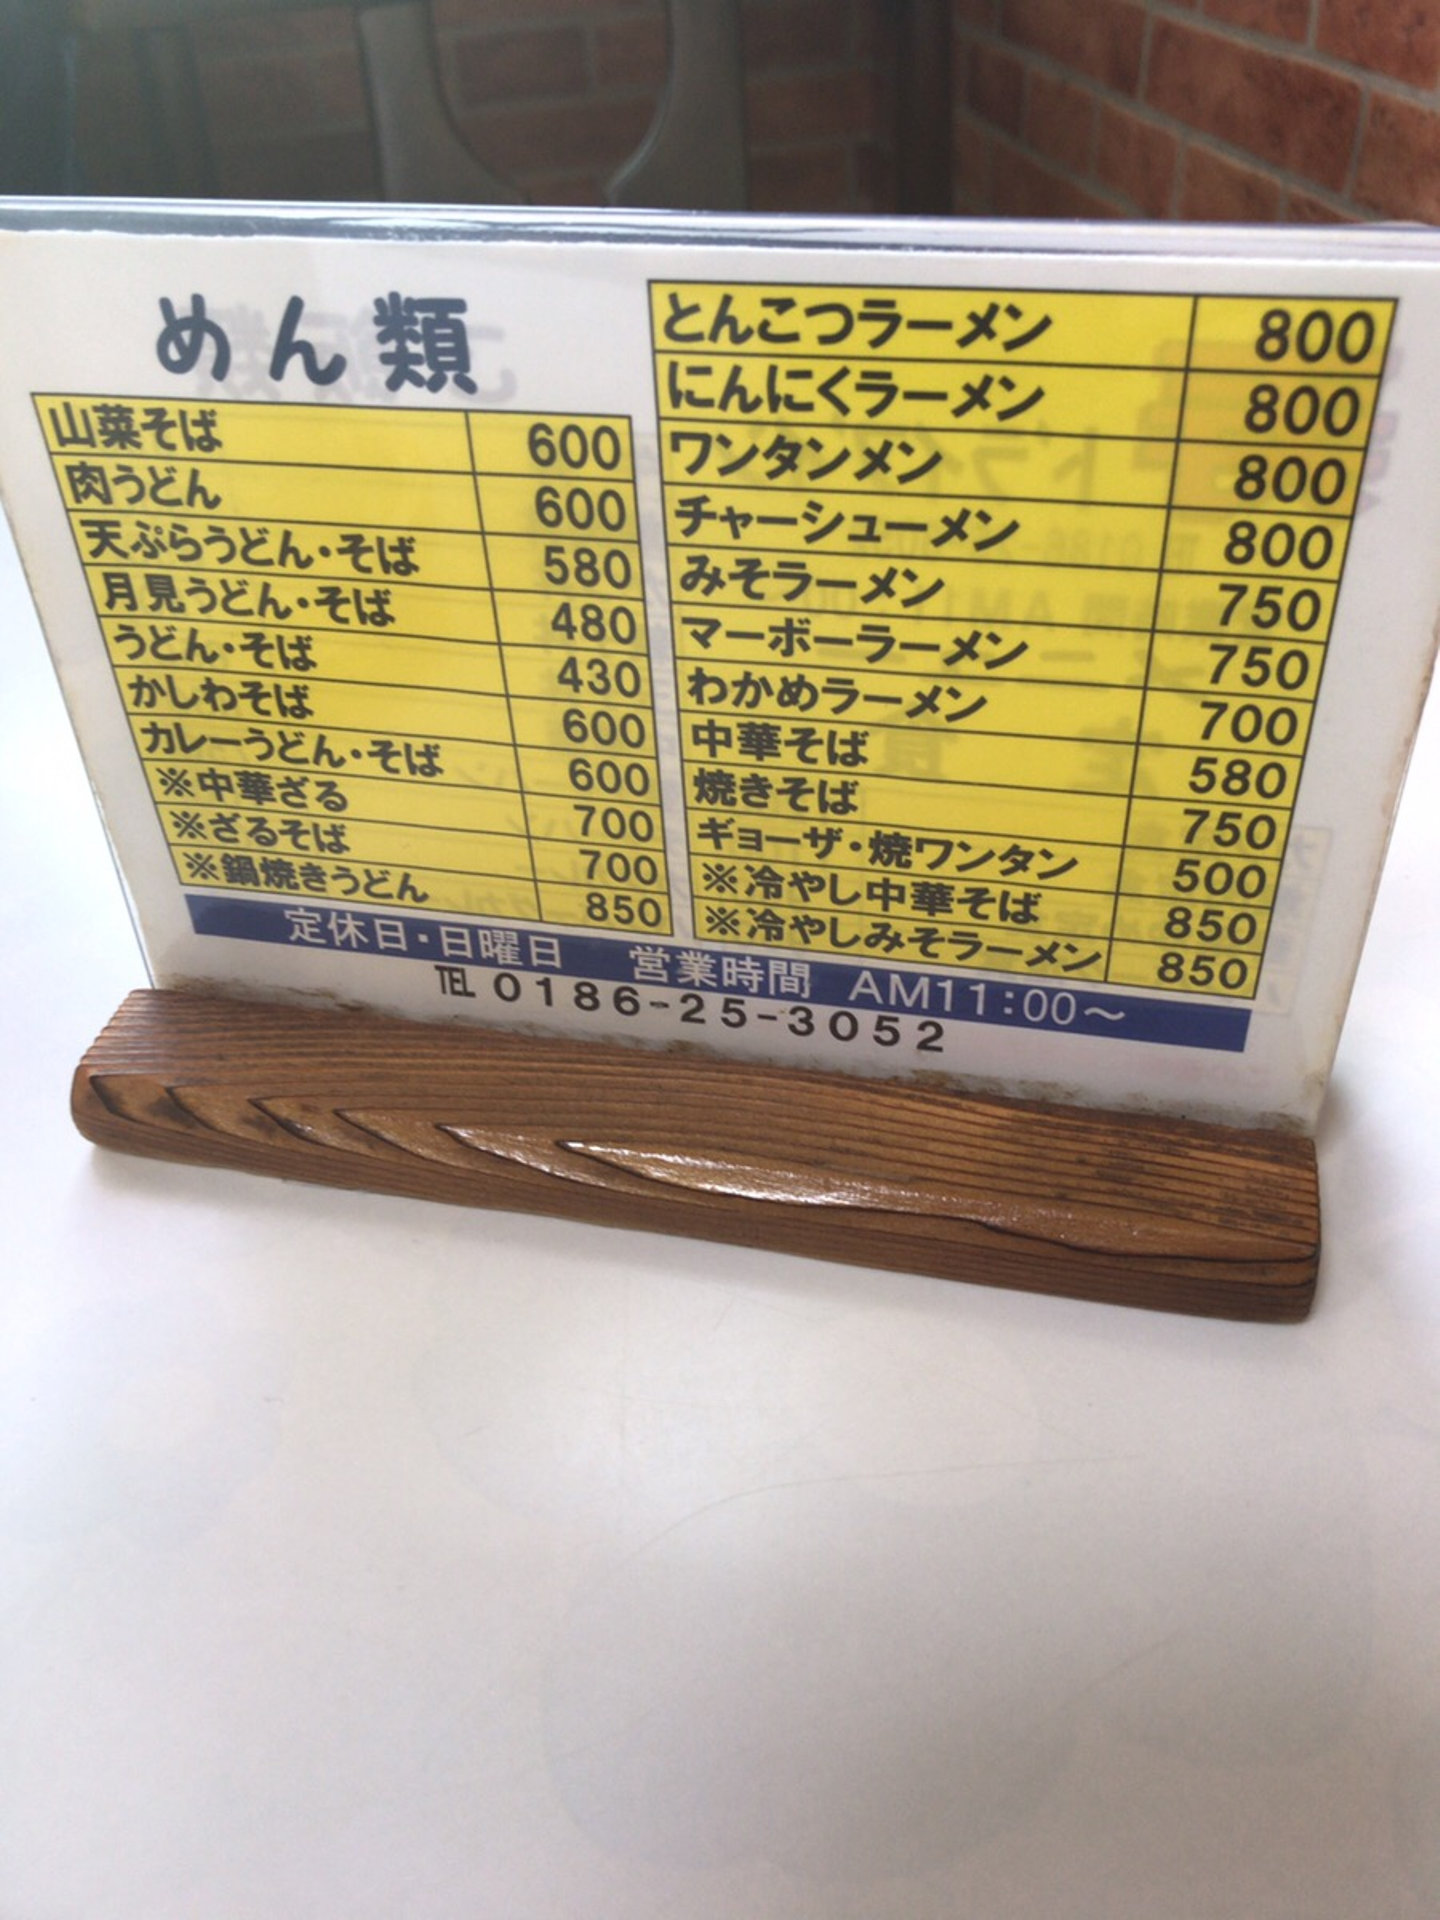 めん類
山菜そば 600
肉うどん 600
天ぷらうどん・そば 580
月見うどん・そば 480
うどん・そば 430
かしわそば 600
カレーうどん・そば 600
※中華ざる 700
※ざるそば 700
※鍋焼きうどん 850
とんこつラーメン 800
にんにくラーメン 800
ワンタンメン 800
チャーシューメン 800
みそラーメン 750
マーボーラーメン 750
わかめラーメン 700
中華そば 580
焼きそば 750
ギョーザ・焼ワンタン 500
※冷やし中華そば 850
※冷やしみそラーメン 850
定休日・日曜日 営業時間 AM11:00～
℡ 0186-25-3052